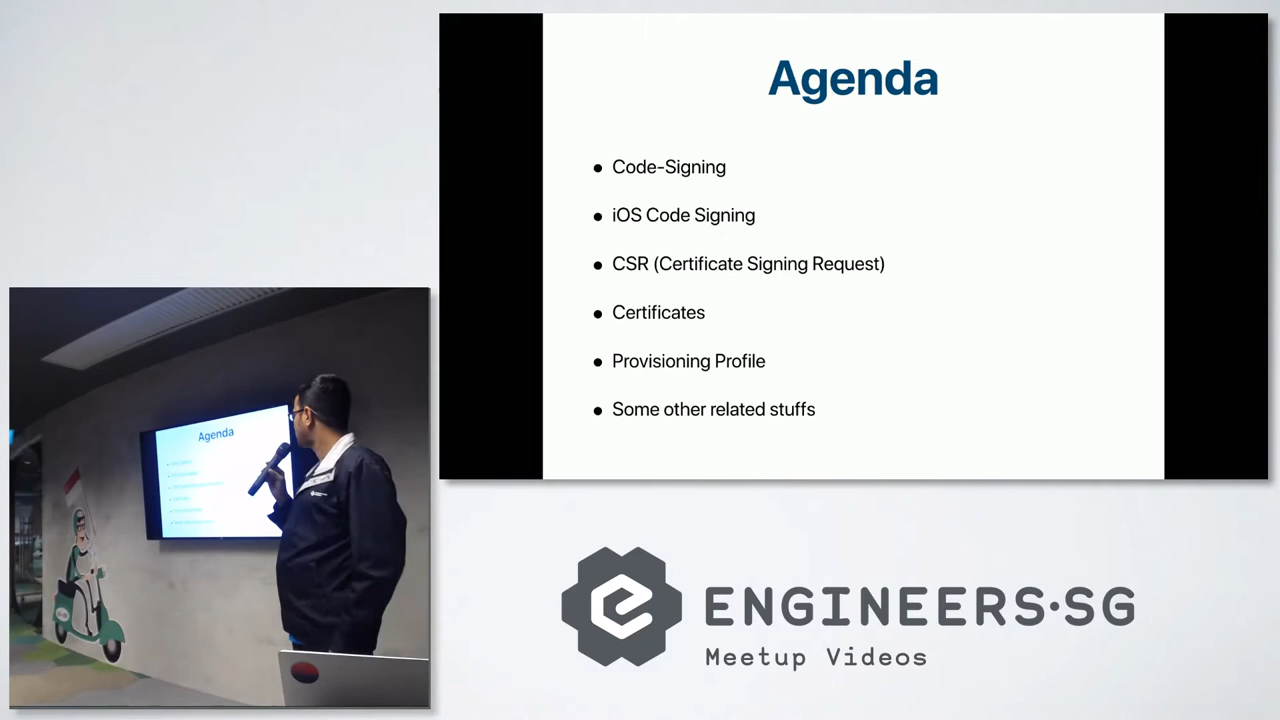 Agenda
Code-Signing
iOS Code Signing
CSR (Certificate Signing Request)
Certificates
Provisioning Profile
Some other related stuffs
Agenda
ENGINEERS·SG
Meetup Videos